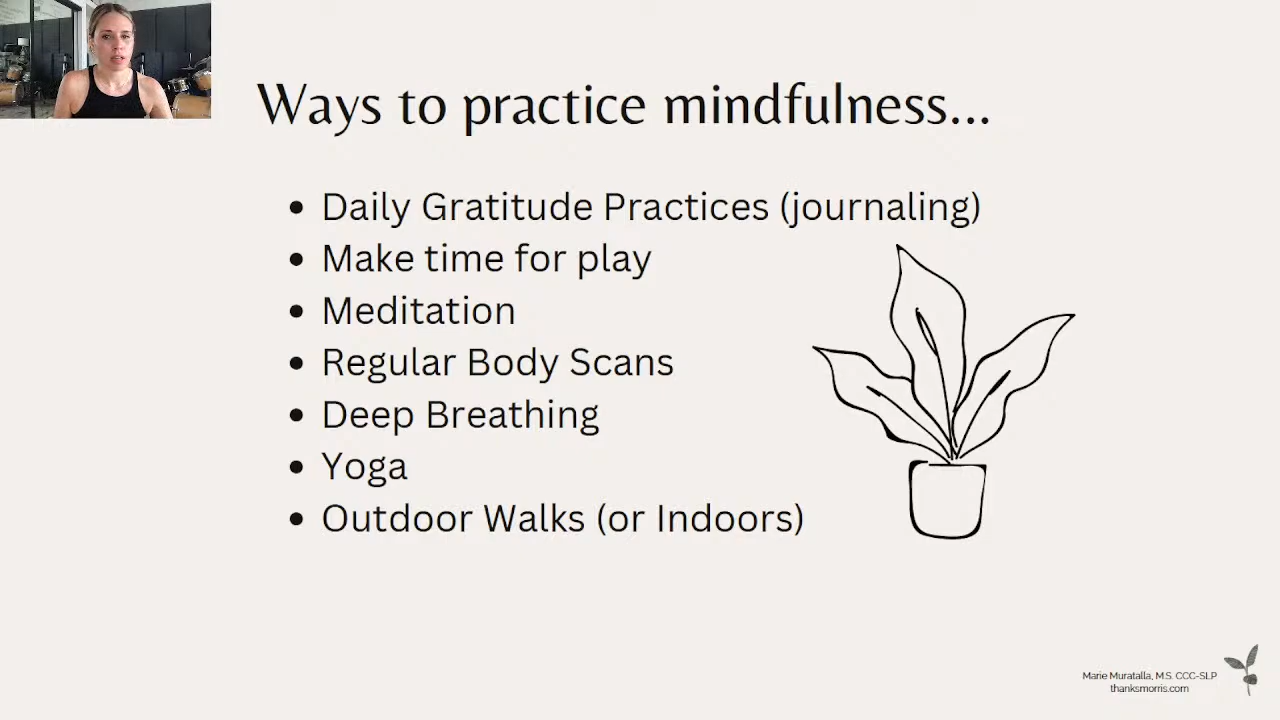 Ways to practice mindfulness...
Daily Gratitude Practices (journaling)
Make time for play
Meditation
Regular Body Scans
Deep Breathing
Yoga
Outdoor Walks (or Indoors)
Marie Muratalla, M.S. CCC-SLP
thanksmorris.com